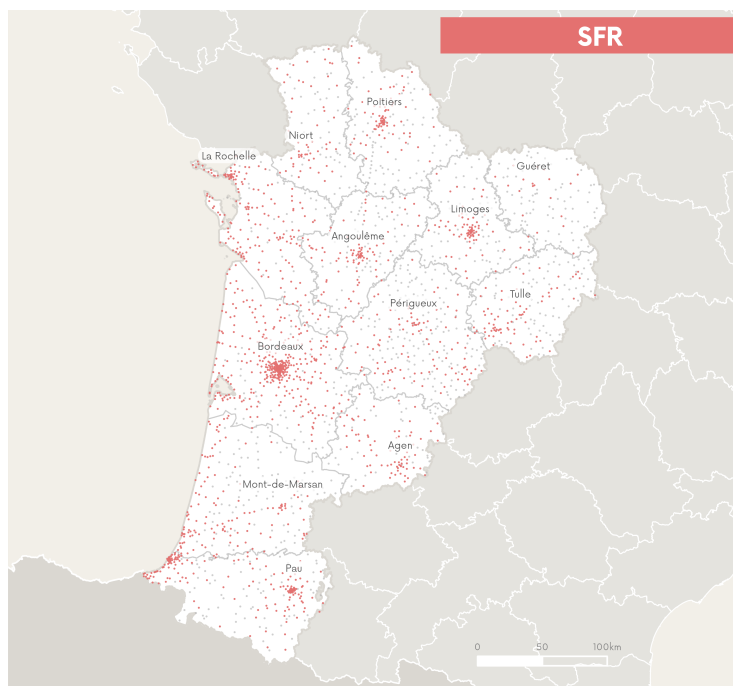 SFR
Poitiers
Niort
La Rochelle
Guéret
Limoges
Angoulême
Tulle
Périgueux
Bordeaux
Agen
Mont-de-Marsan
Pau
0 50 100km